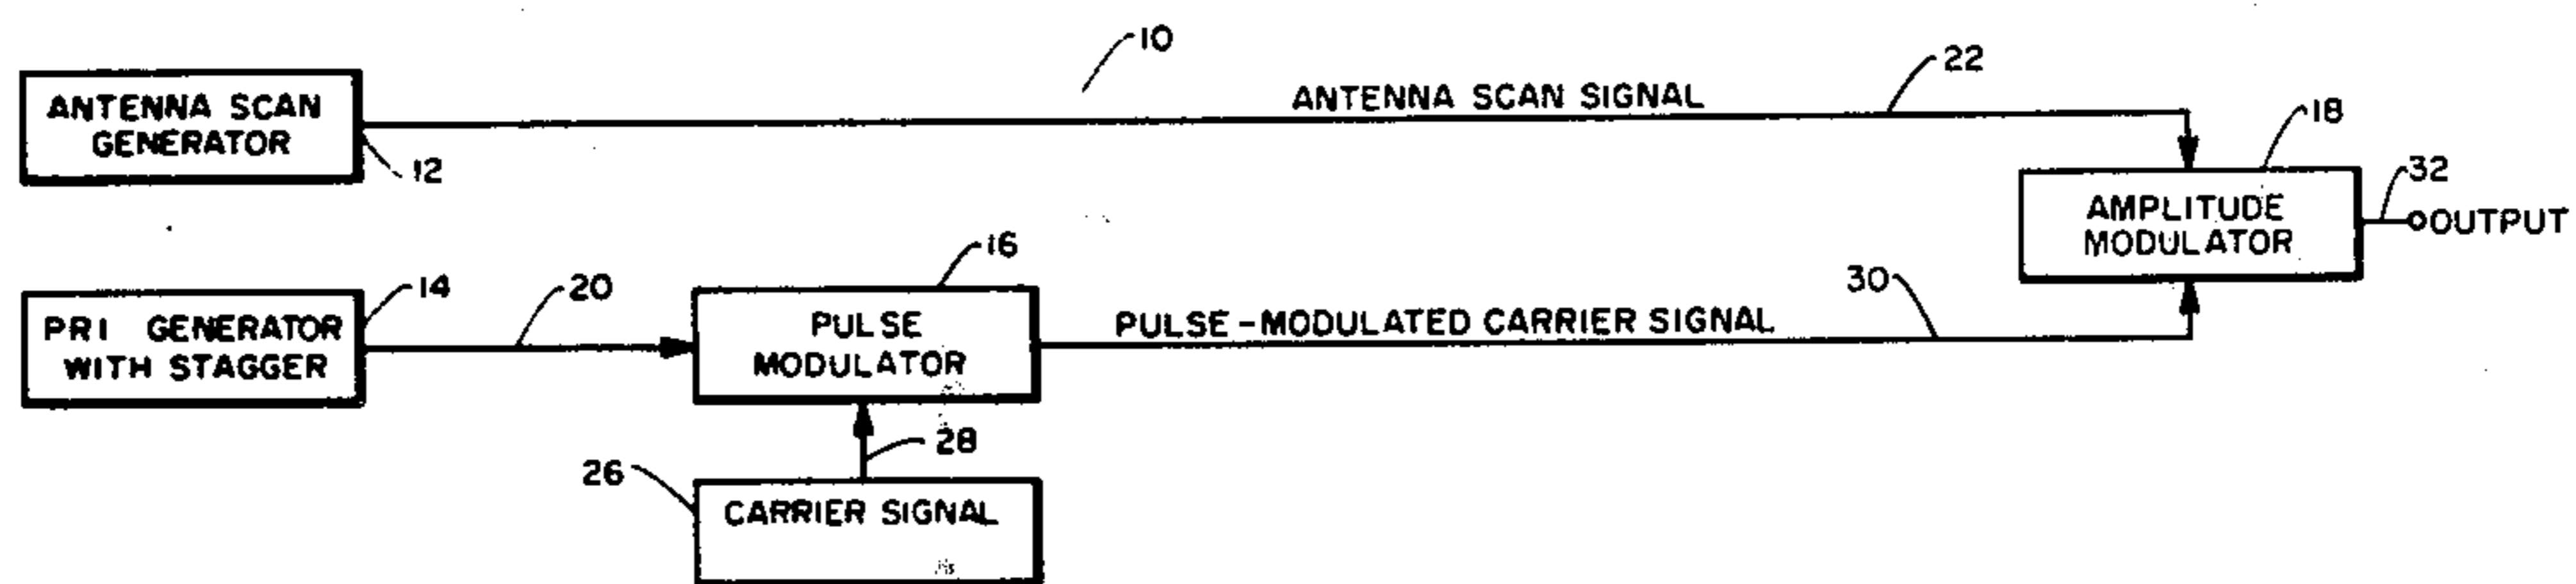 10
ANTENNA SCAN SIGNAL
22
ANTENNA SCAN
GENERATOR
12
18
32
AMPLITUDE
MODULATOR
OUTPUT
14
20
16
30
PRI GENERATOR
WITH STAGGER
PULSE
MODULATOR
PULSE-MODULATED CARRIER SIGNAL
28
26
CARRIER SIGNAL